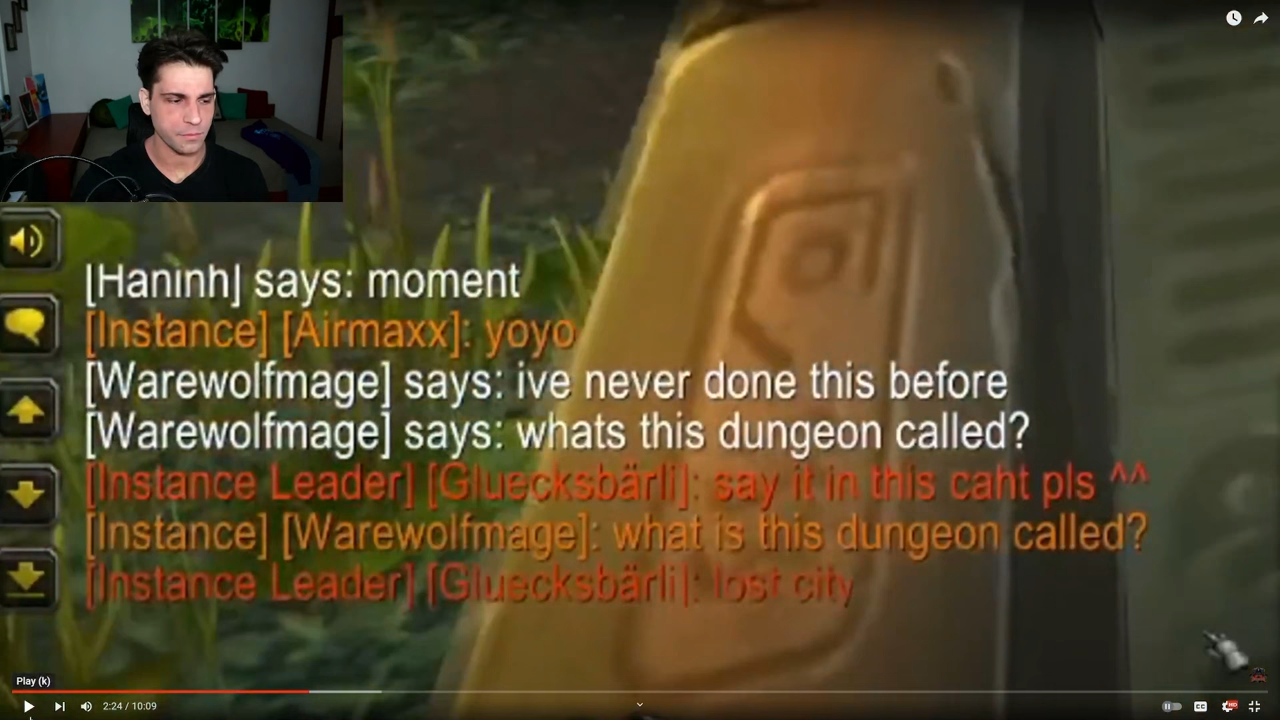 [Haninh] says: moment
[Instance] [Airmaxx]: yoyo
[Warewolfmage] says: ive never done this before
[Warewolfmage] says: whats this dungeon called?
[Instance Leader] [Gluecksbärli]: say it in this caht pls ^^
[Instance] [Warewolfmage]: what is this dungeon called?
[Instance Leader] [Gluecksbärli]: lost city
Play (k)
2:24 / 10:09
CC
HD